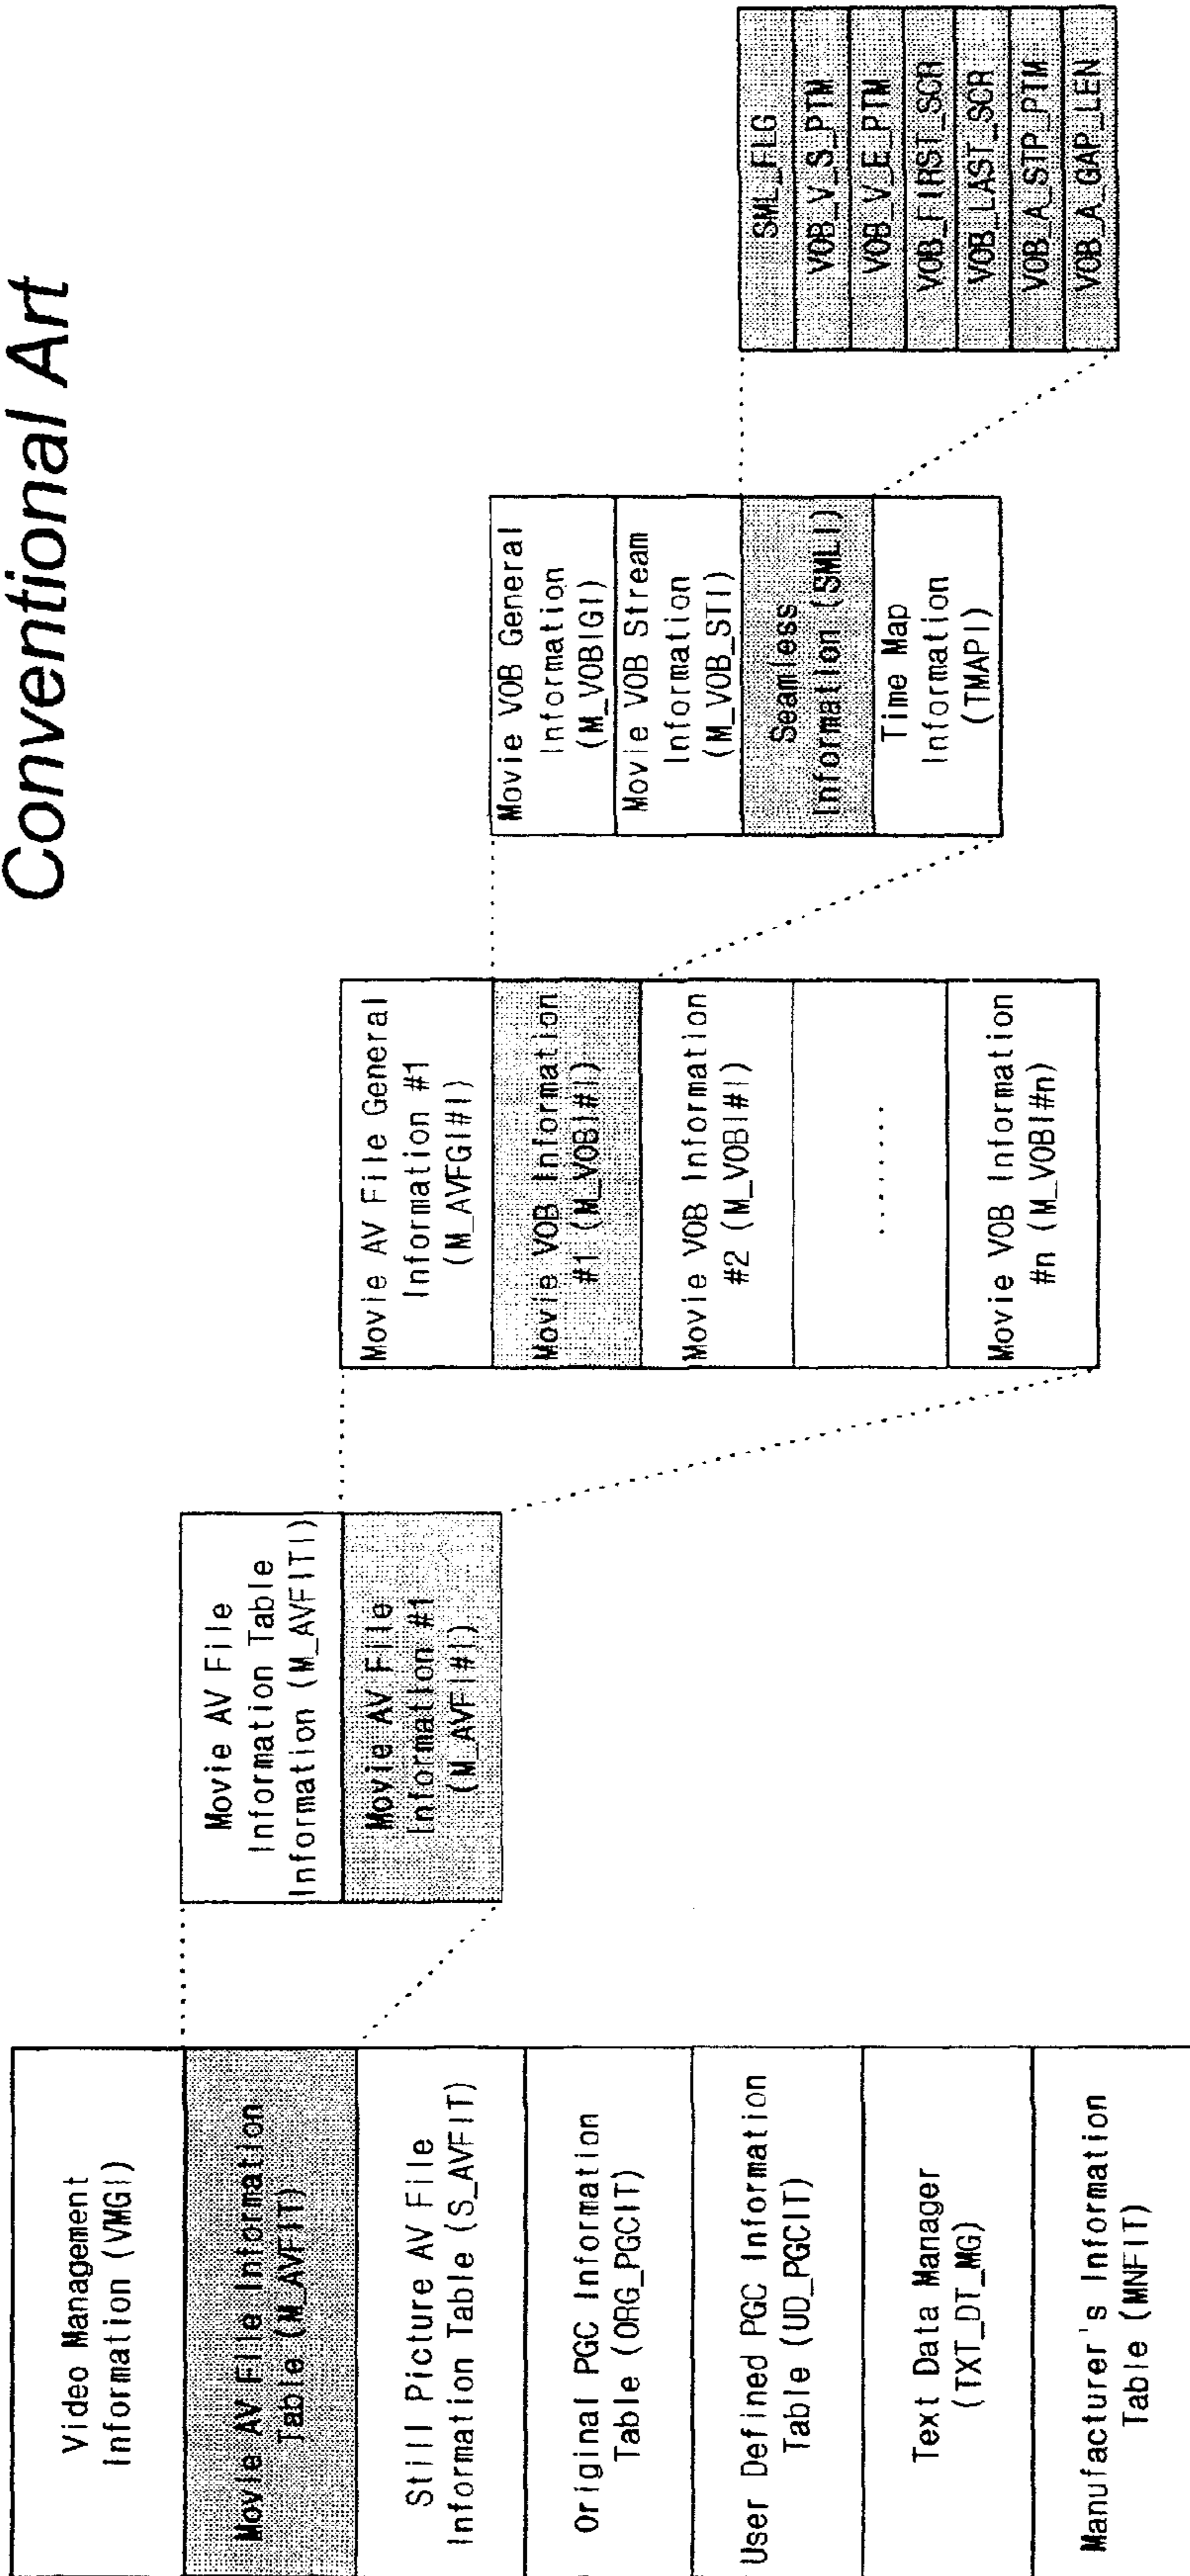 Conventional Art
Video Management
Information (VMGI)
Movie AV File Information
Table (M_AVFIT)
Still Picture AV File
Information Table (S_AVFIT)
Original PGC Information
Table (ORG_PGCIT)
User Defined PGC Information
Table (UD_PGCIT)
Text Data Manager
(TXT_DT_MG)
Manufacturer's Information
Table (MNFIT)
Movie AV File
Information Table
Information (M_AVFITI)
Movie AV File
Information #1
(M_AVFI#1)
Movie AV File General
Information #1
(M_AVFGI#1)
Movie VOB Information
#1 (M_VOBI#1)
Movie VOB Information
#2 (M_VOBI#1)
.......
Movie VOB Information
#n (M_VOBI#n)
Movie VOB General
Information
(M_VOBIGI)
Movie VOB Stream
Information
(M_VOB_STI)
Seamless
Information (SMLI)
Time Map
Information
(TMAPI)
SML_FLG
VOB_V_S_PTM
VOB_V_E_PTM
VOB_FIRST_SCR
VOB_LAST_SCR
VOB_A_STP_PTM
VOB_A_GAP_LEN